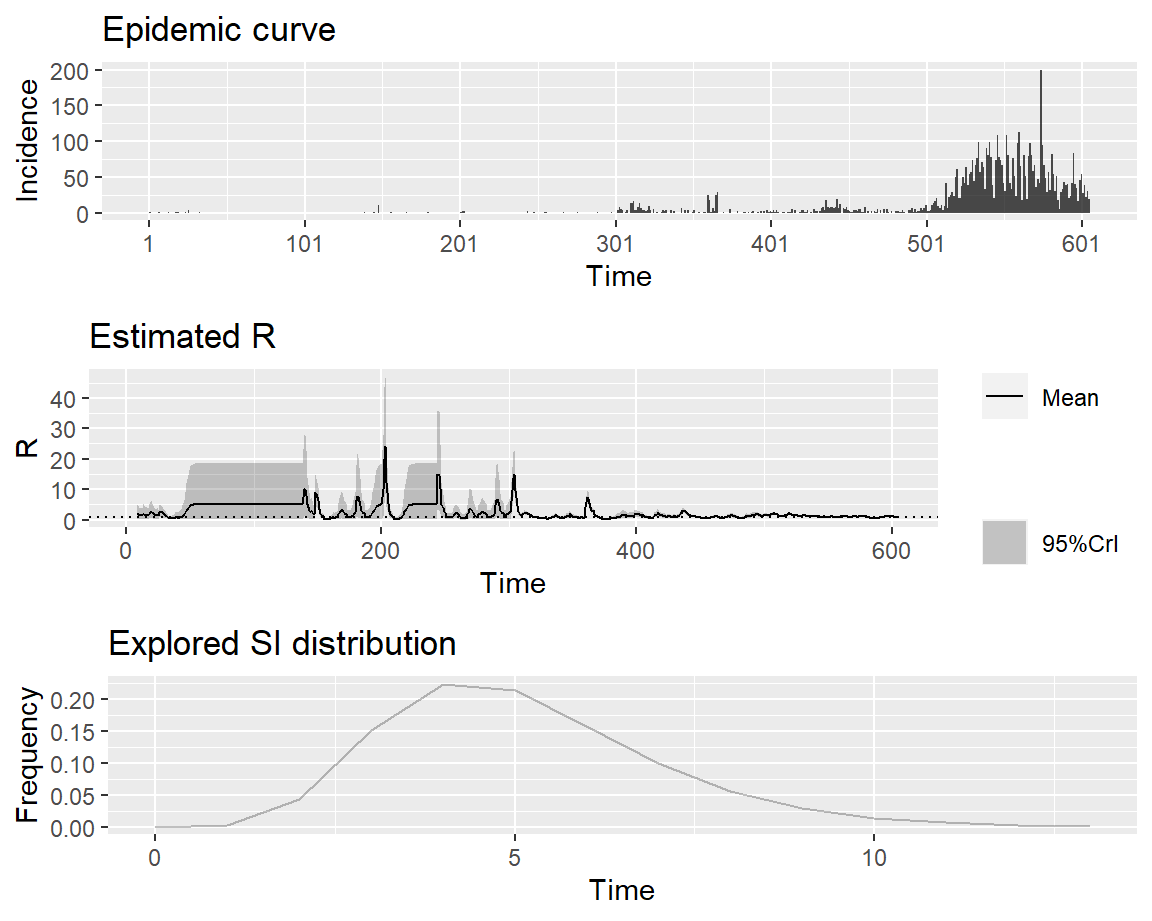 Epidemic curve
200
150
100
50
0
Incidence
1 101 201 301 401 501 601
Time
Estimated R
40
30
20
10
0
R
0 200 400 600
Time
Mean
95%CrI
Explored SI distribution
0.20
0.15
0.10
0.05
0.00
Frequency
0 5 10
Time